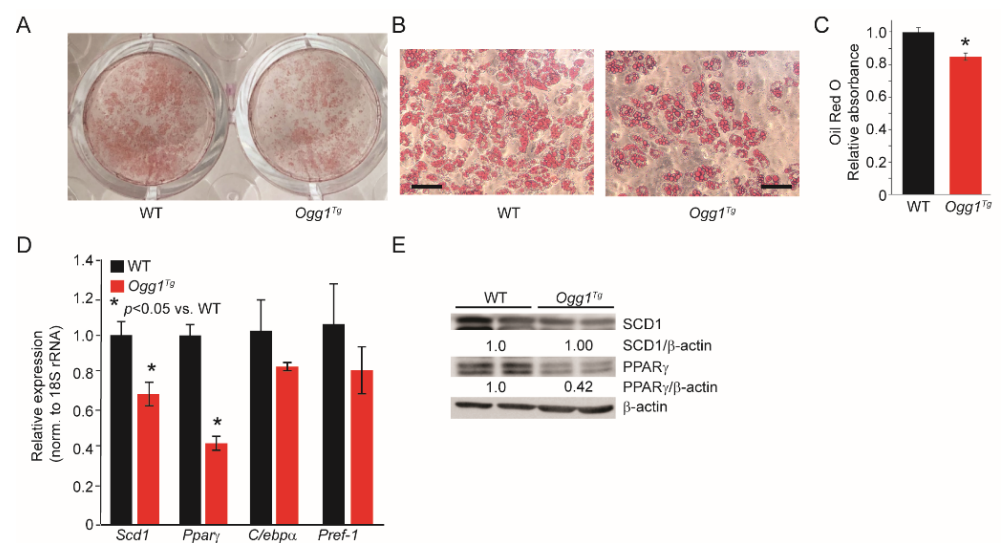 A
WT
Ogg1ᵀᵍ
B
WT
Ogg1ᵀᵍ
C
Oil Red O
Relative absorbance
1.0
0.8
0.6
0.4
0.2
0
*
WT
Ogg1ᵀᵍ
D
Relative expression
(norm. to 18S rRNA)
1.4
1.2
1.0
0.8
0.6
0.4
0.2
0
WT
Ogg1ᵀᵍ
* p<0.05 vs. WT
*
*
Scd1
Pparγ
C/ebpα
Pref-1
E
WT
Ogg1ᵀᵍ
SCD1
1.0 1.00 SCD1/β-actin
PPARγ
1.0 0.42 PPARγ/β-actin
β-actin